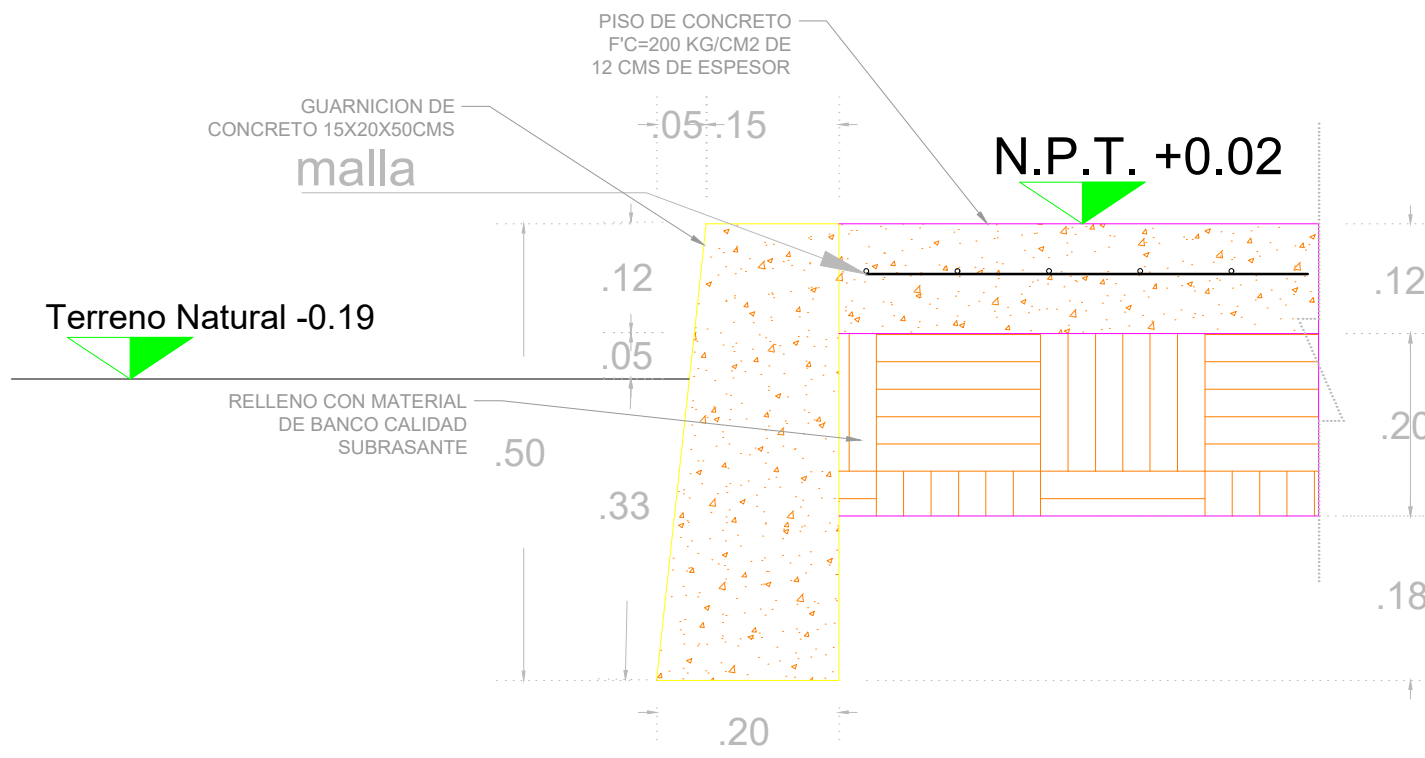 PISO DE CONCRETO
F'C=200 KG/CM2 DE
12 CMS DE ESPESOR
GUARNICION DE
CONCRETO 15X20X50CMS
malla
.05
.15
N.P.T. +0.02
.12
.12
Terreno Natural -0.19
.05
RELLENO CON MATERIAL
DE BANCO CALIDAD
SUBRASANTE
.50
.20
.33
.18
.20